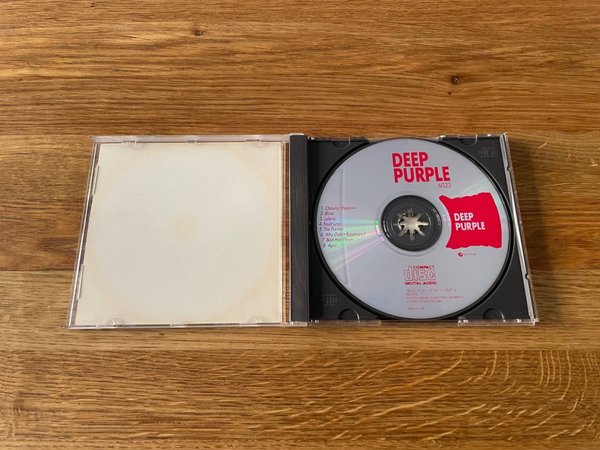 DEEP
PURPLE
6023
1. Chasing Shadows
2. Blind
3. Lalena
4. Fault Line
5. The Painter
6. Why Didn't Rosemary?
7. Bird Has Flown
8. April
DEEP
PURPLE
COMPACT
disc
DIGITAL AUDIO